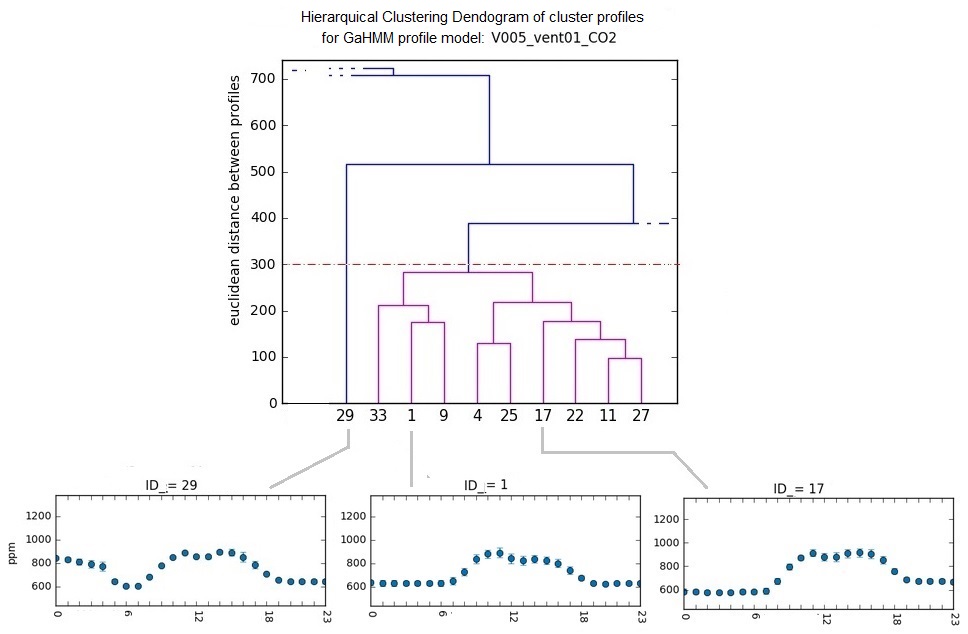 Hierarquical Clustering Dendogram of cluster profiles
for GaHMM profile model: V005_vent01_CO2
euclidean distance between profiles
700
600
500
400
300
200
100
0
29 33 1 9 4 25 17 22 11 27
ID_= 29
ID_= 1
ID_= 17
ppm
1200
1000
800
600
0 6 12 18 23
1200
1000
800
600
0 6 12 18 23
1200
1000
800
600
0 6 12 18 23